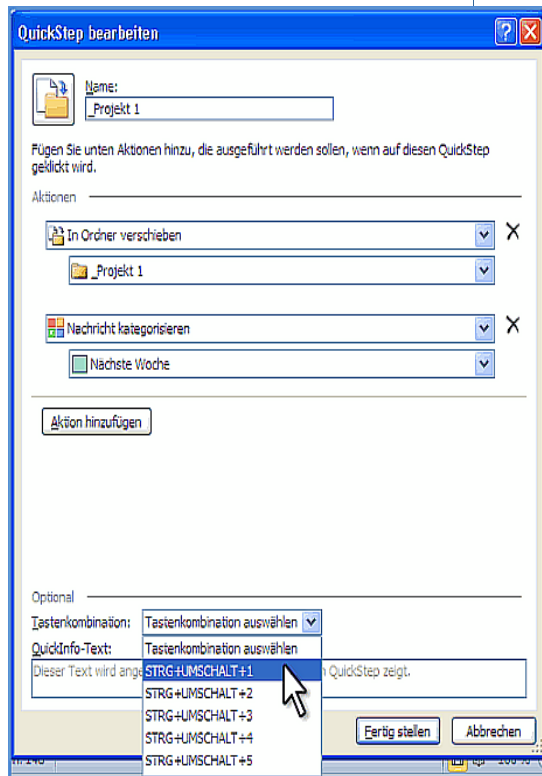 QuickStep bearbeiten
Name:
_Projekt 1
Fügen Sie unten Aktionen hinzu, die ausgeführt werden sollen, wenn auf diesen QuickStep
geklickt wird.
Aktionen
In Ordner verschieben
_Projekt 1
Nachricht kategorisieren
Nächste Woche
Aktion hinzufügen
Optional
Tastenkombination: Tastenkombination auswählen
QuickInfo-Text: Tastenkombination auswählen
Dieser Text wird ange STRG+UMSCHALT+1 n QuickStep zeigt.
STRG+UMSCHALT+2
STRG+UMSCHALT+3
STRG+UMSCHALT+4
STRG+UMSCHALT+5
Fertig stellen Abbrechen